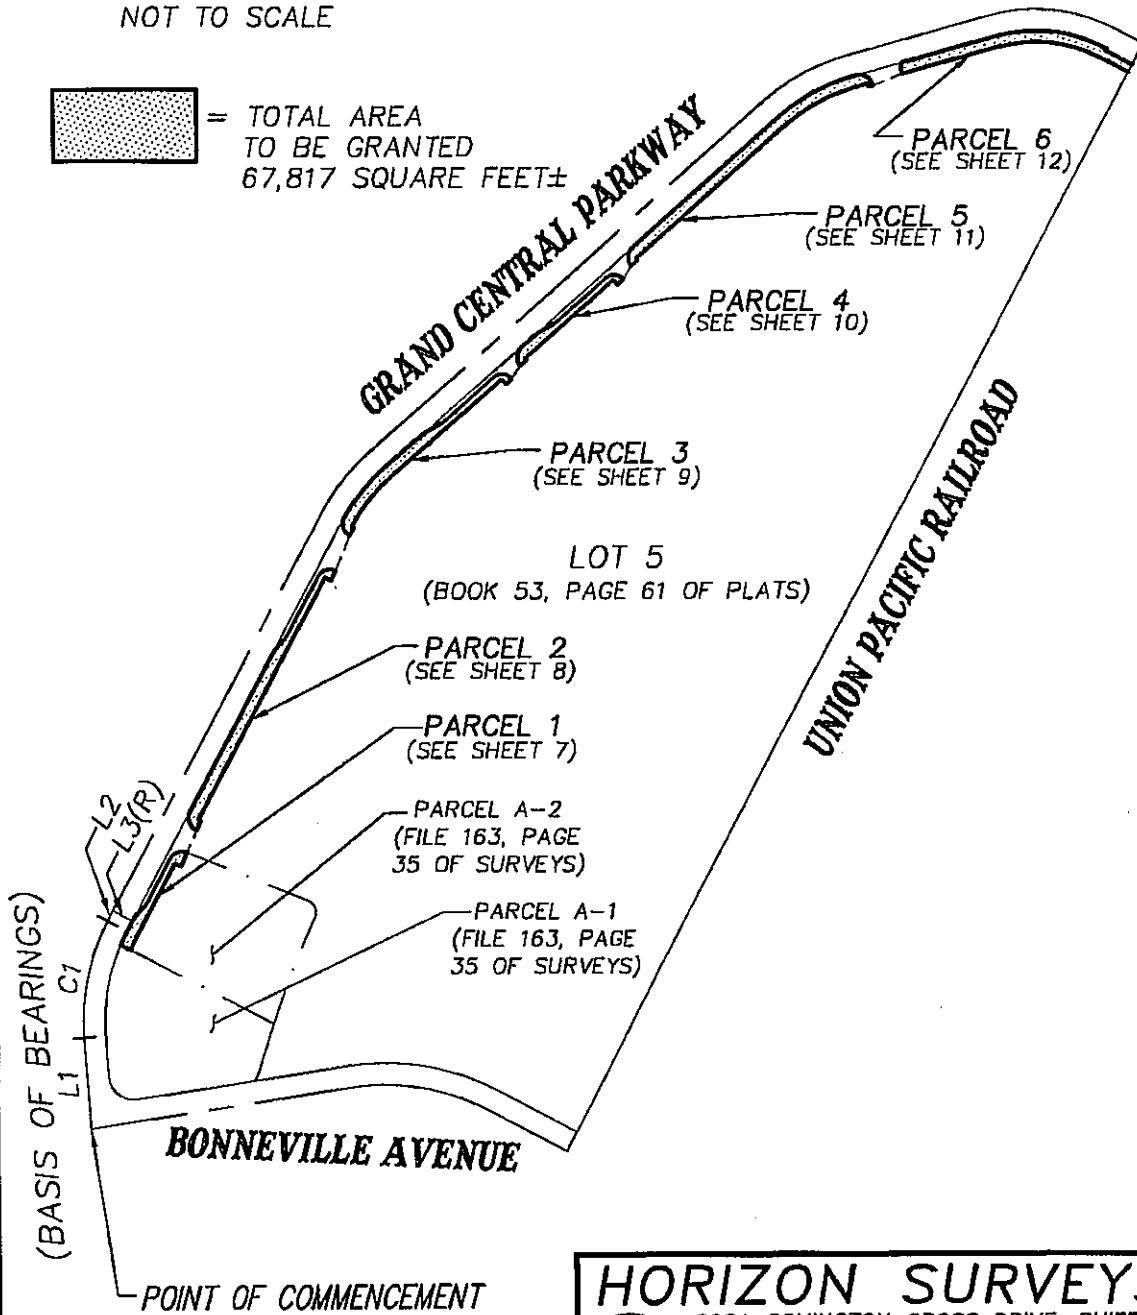 NOT TO SCALE
= TOTAL AREA
TO BE GRANTED
67,817 SQUARE FEET±
GRAND CENTRAL PARKWAY
PARCEL 6
(SEE SHEET 12)
PARCEL 5
(SEE SHEET 11)
PARCEL 4
(SEE SHEET 10)
PARCEL 3
(SEE SHEET 9)
LOT 5
(BOOK 53, PAGE 61 OF PLATS)
UNION PACIFIC RAILROAD
PARCEL 2
(SEE SHEET 8)
PARCEL 1
(SEE SHEET 7)
L2
L3(R)
PARCEL A-2
(FILE 163, PAGE
35 OF SURVEYS)
PARCEL A-1
(FILE 163, PAGE
35 OF SURVEYS)
C1
L1
(BASIS OF BEARINGS)
BONNEVILLE AVENUE
POINT OF COMMENCEMENT
HORIZON SURVEY